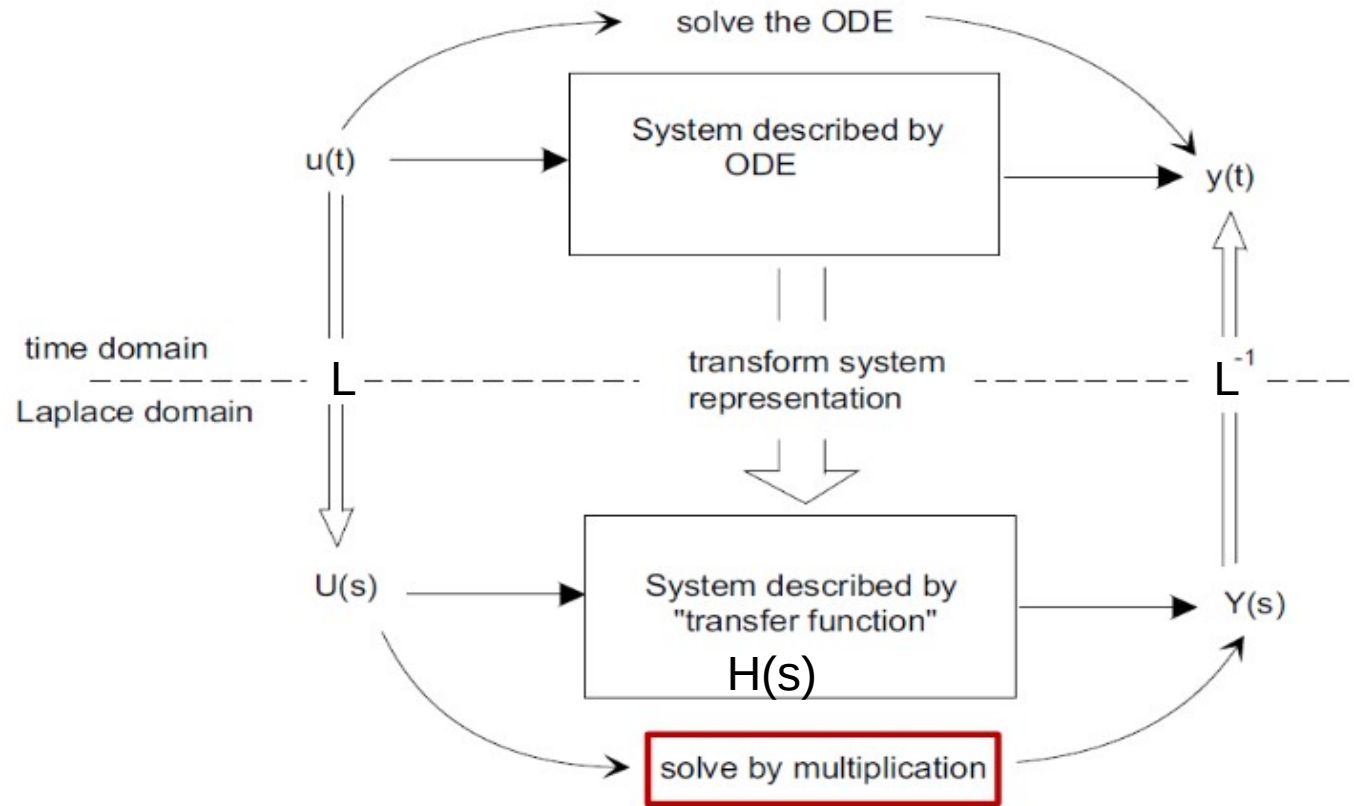 solve the ODE
System described by
ODE
u(t)
y(t)
time domain
L
transform system
representation
L-1
Laplace domain
U(s)
System described by
"transfer function"
H(s)
Y(s)
solve by multiplication